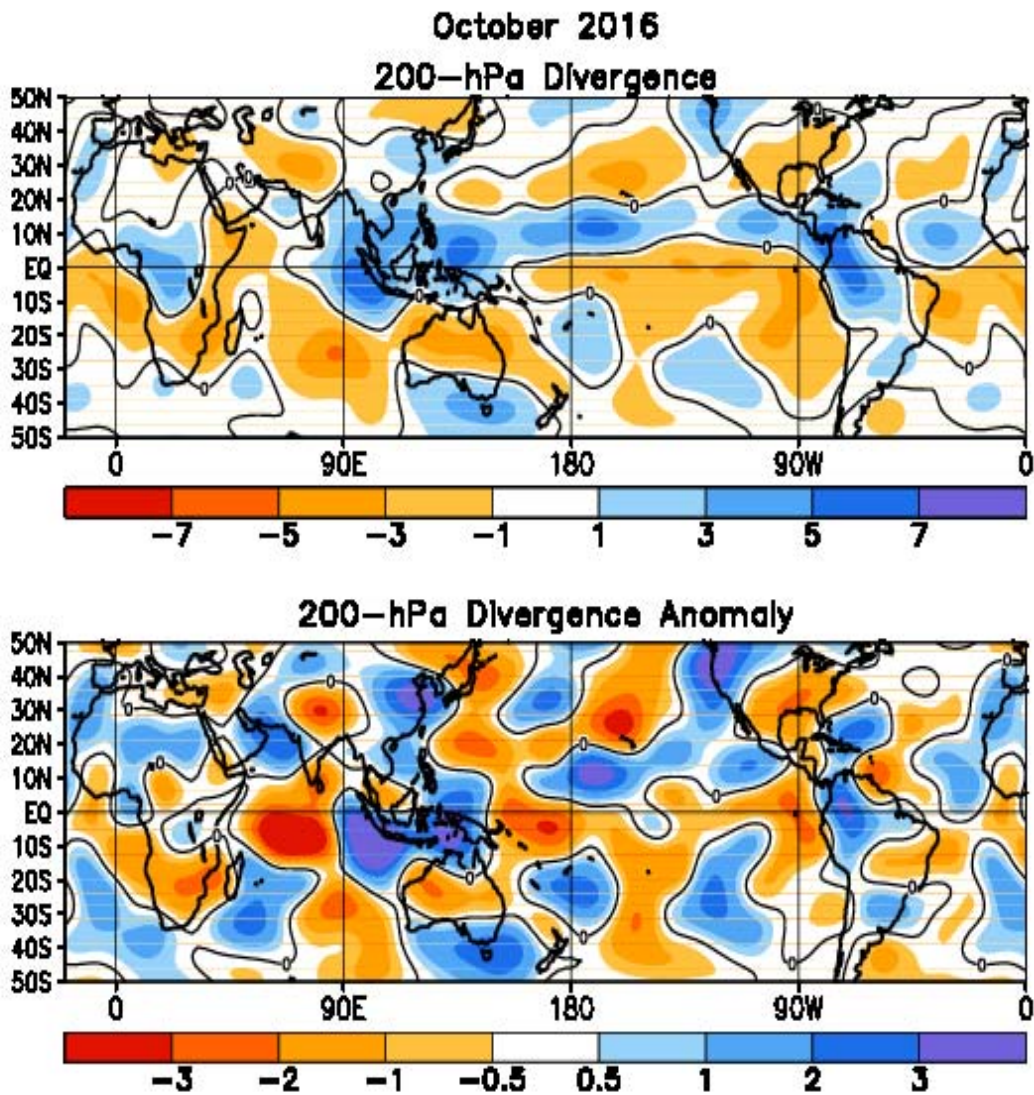 October 2016
200-hPa Divergence
50N
40N
30N
20N
10N
EQ
10S
20S
30S
40S
50S
0 90E 180 90W 0
-7 -5 -3 -1 1 3 5 7
200-hPa Divergence Anomaly
50N
40N
30N
20N
10N
EQ
10S
20S
30S
40S
50S
0 90E 180 90W 0
-3 -2 -1 -0.5 0.5 1 2 3